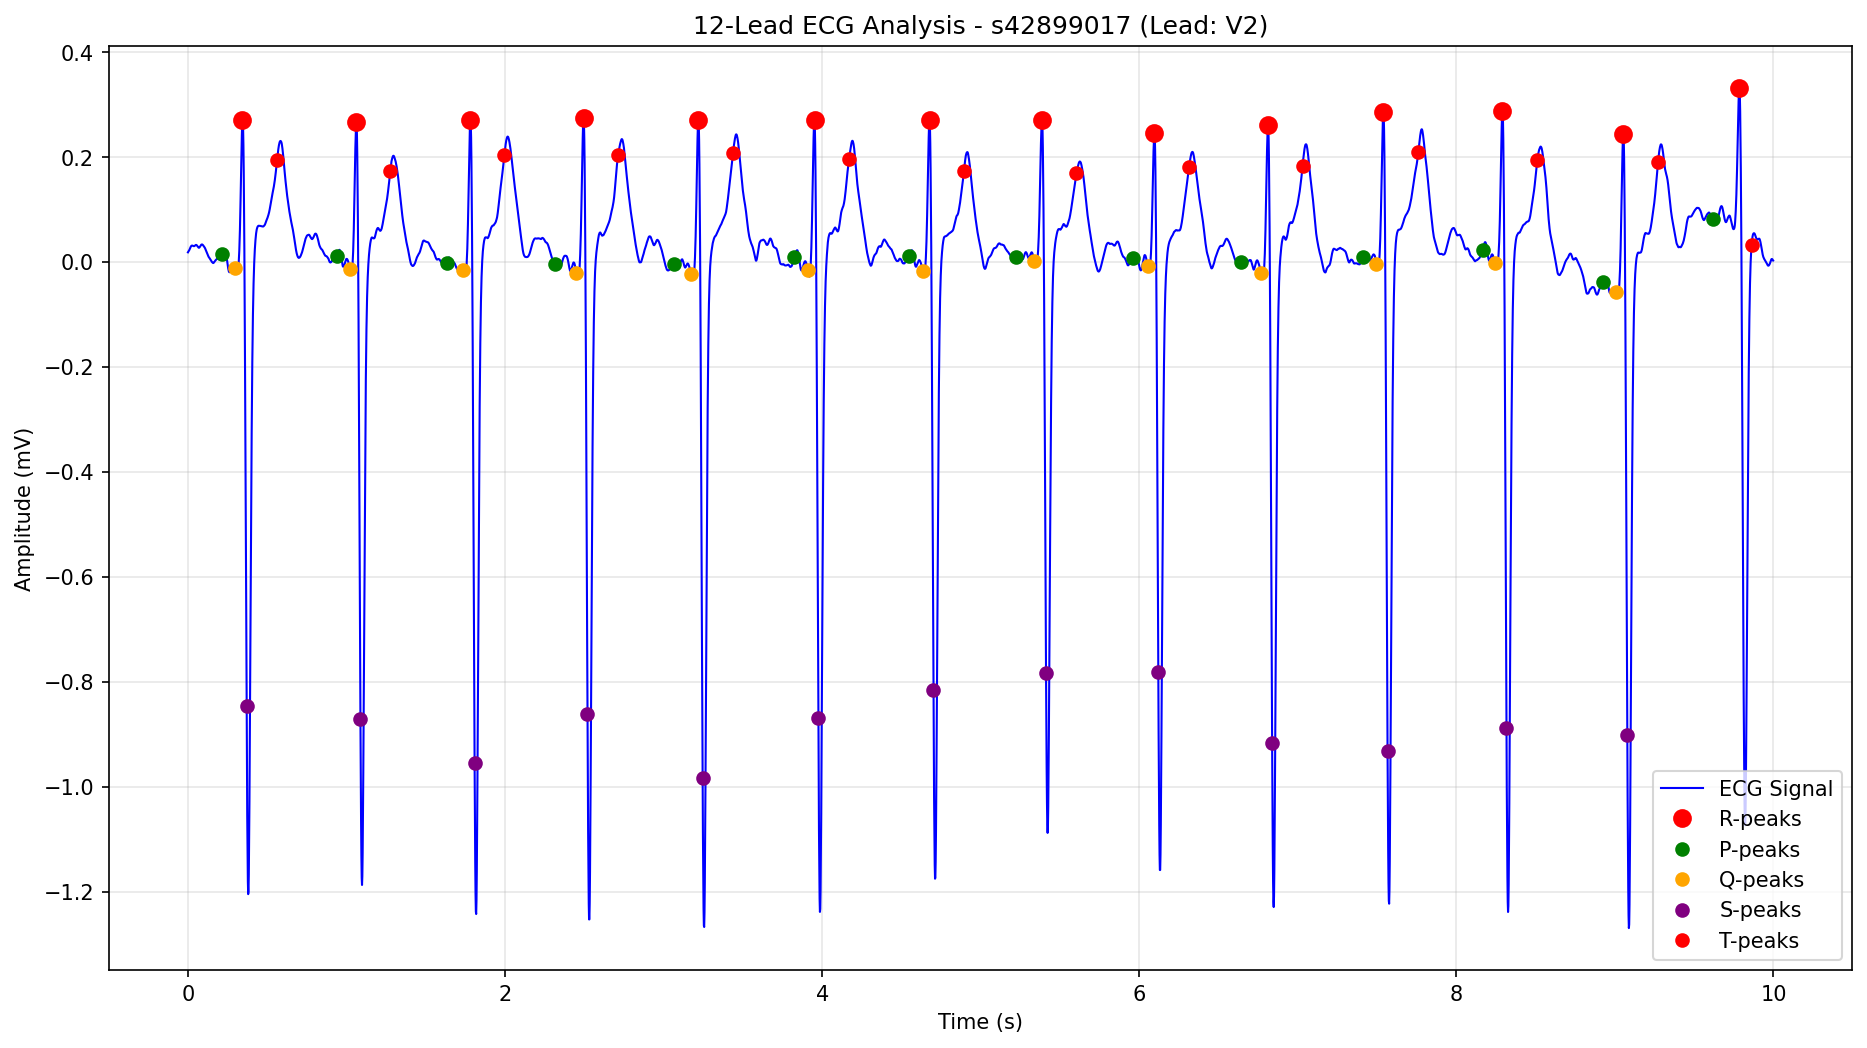 12-Lead ECG Analysis - s42899017 (Lead: V2)
Amplitude (mV)
0.4
0.2
0.0
−0.2
−0.4
−0.6
−0.8
−1.0
−1.2
ECG Signal
R-peaks
P-peaks
Q-peaks
S-peaks
T-peaks
0 2 4 6 8 10
Time (s)